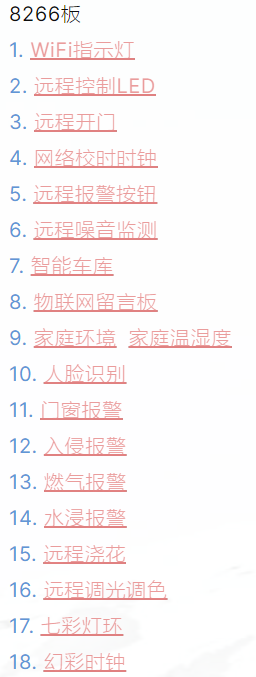 8266板
1. WiFi指示灯
2. 远程控制LED
3. 远程开门
4. 网络校时时钟
5. 远程报警按钮
6. 远程噪音监测
7. 智能车库
8. 物联网留言板
9. 家庭环境 家庭温湿度
10. 人脸识别
11. 门窗报警
12. 入侵报警
13. 燃气报警
14. 水浸报警
15. 远程浇花
16. 远程调光调色
17. 七彩灯环
18. 幻彩时钟